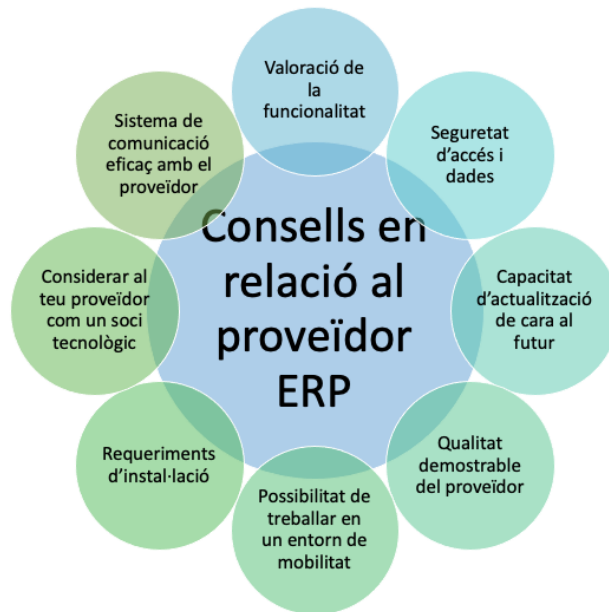 Consells en
relació al
proveïdor
ERP
Valoració de
la
funcionalitat
Seguretat
d’accés i
dades
Capacitat
d’actualització
de cara al
futur
Qualitat
demostrable
del proveïdor
Possibilitat de
treballar en
un entorn de
mobilitat
Requeriments
d’instal·lació
Considerar al
teu proveïdor
com un soci
tecnològic
Sistema de
comunicació
eficaç amb el
proveïdor